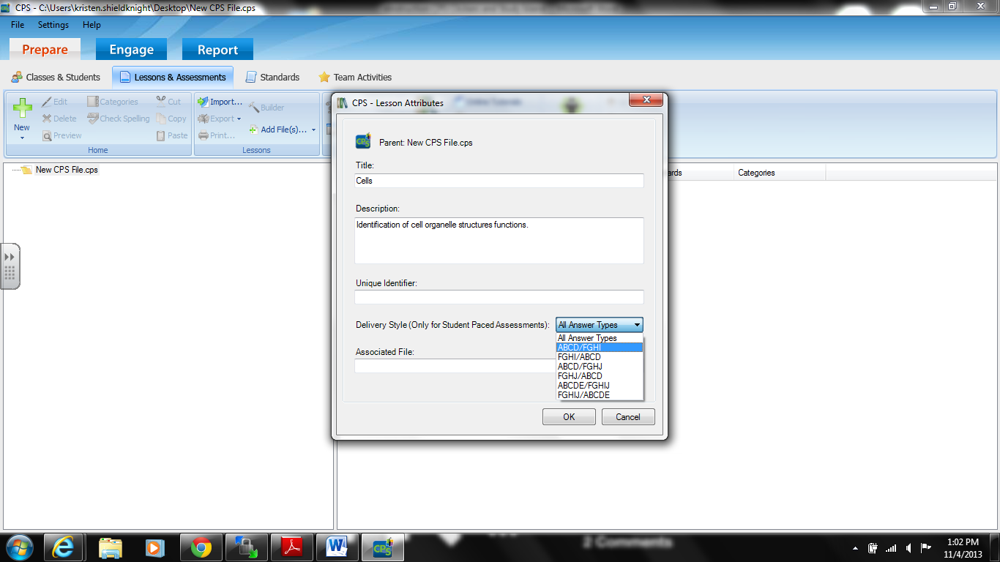 CPS - C:\Users\kristen.shieldknight\Desktop\New CPS File.cps
File Settings Help
Prepare Engage Report
Classes & Students Lessons & Assessments Standards Team Activities
Edit Categories Cut Import... Builder
Delete Check Spelling Copy Export
New Preview Paste Print... Add File(s)...
Home Lessons
New CPS File.cps
ards Categories
CPS - Lesson Attributes
CPS Parent: New CPS File.cps
Title:
Cells
Description:
Identification of cell organelle structures functions.
Unique Identifier:
Delivery Style (Only for Student Paced Assessments): All Answer Types
All Answer Types
ABCD/FGHI
FGHI/ABCD
ABCD/FGHJ
FGHJ/ABCD
ABCDE/FGHIJ
FGHIJ/ABCDE
Associated File:
OK Cancel
2 Comments
CPS
1:02 PM
11/4/2013